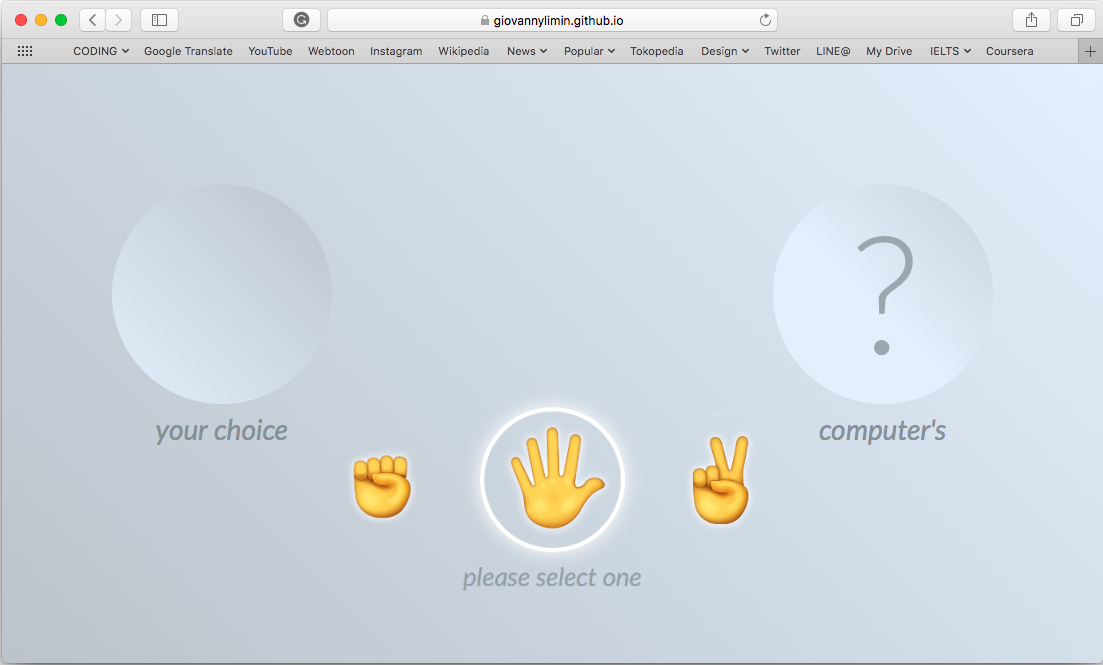 giovannylimin.github.io
CODING Google Translate YouTube Webtoon Instagram Wikipedia News Popular Tokopedia Design Twitter LINE@ My Drive IELTS Coursera
?
your choice
computer's
please select one